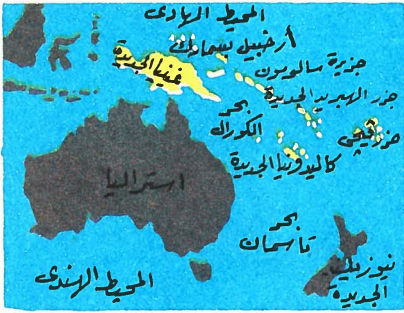 المحيط الهادى
أرخبيل بسمارك
جزيرة سالومون
غينيا الجديدة
جزر الهبريد الجديدة
بحر
الكورال
جزر فيجى
كاليدونيا الجديدة
استراليا
بحر
تاسمان
نيوزيلندا
الجديدة
المحيط الهندى